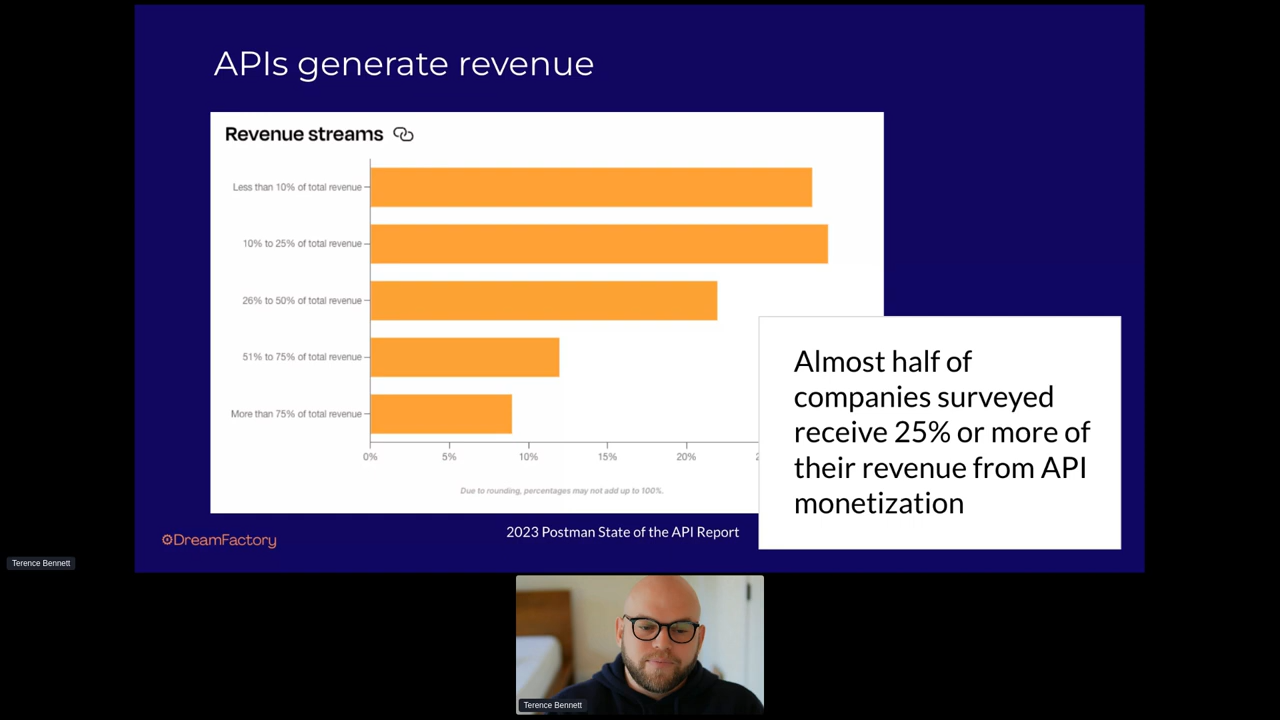 APIs generate revenue
Revenue streams
Less than 10% of total revenue
10% to 25% of total revenue
26% to 50% of total revenue
51% to 75% of total revenue
More than 75% of total revenue
0% 5% 10% 15% 20%
Due to rounding, percentages may not add up to 100%.
Almost half of
companies surveyed
receive 25% or more of
their revenue from API
monetization
2023 Postman State of the API Report
DreamFactory
Terence Bennett
Terence Bennett